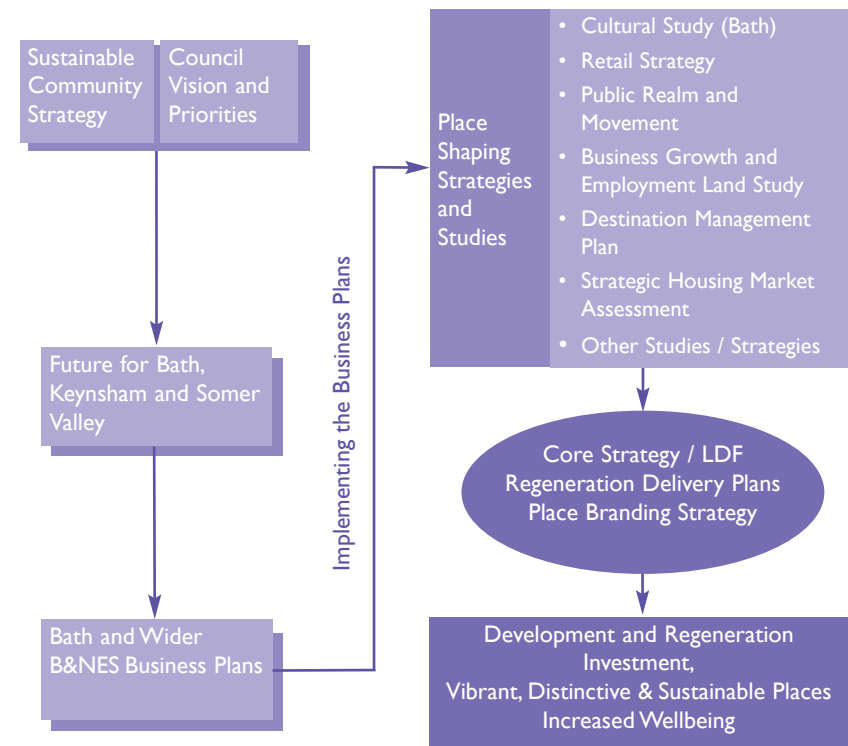 Sustainable
Community
Strategy
Council
Vision and
Priorities
Future for Bath,
Keynsham and Somer
Valley
Bath and Wider
B&NES Business Plans
Implementing the Business Plans
Place
Shaping
Strategies
and
Studies
• Cultural Study (Bath)
• Retail Strategy
• Public Realm and
Movement
• Business Growth and
Employment Land Study
• Destination Management
Plan
• Strategic Housing Market
Assessment
• Other Studies / Strategies
Core Strategy / LDF
Regeneration Delivery Plans
Place Branding Strategy
Development and Regeneration
Investment,
Vibrant, Distinctive & Sustainable Places
Increased Wellbeing